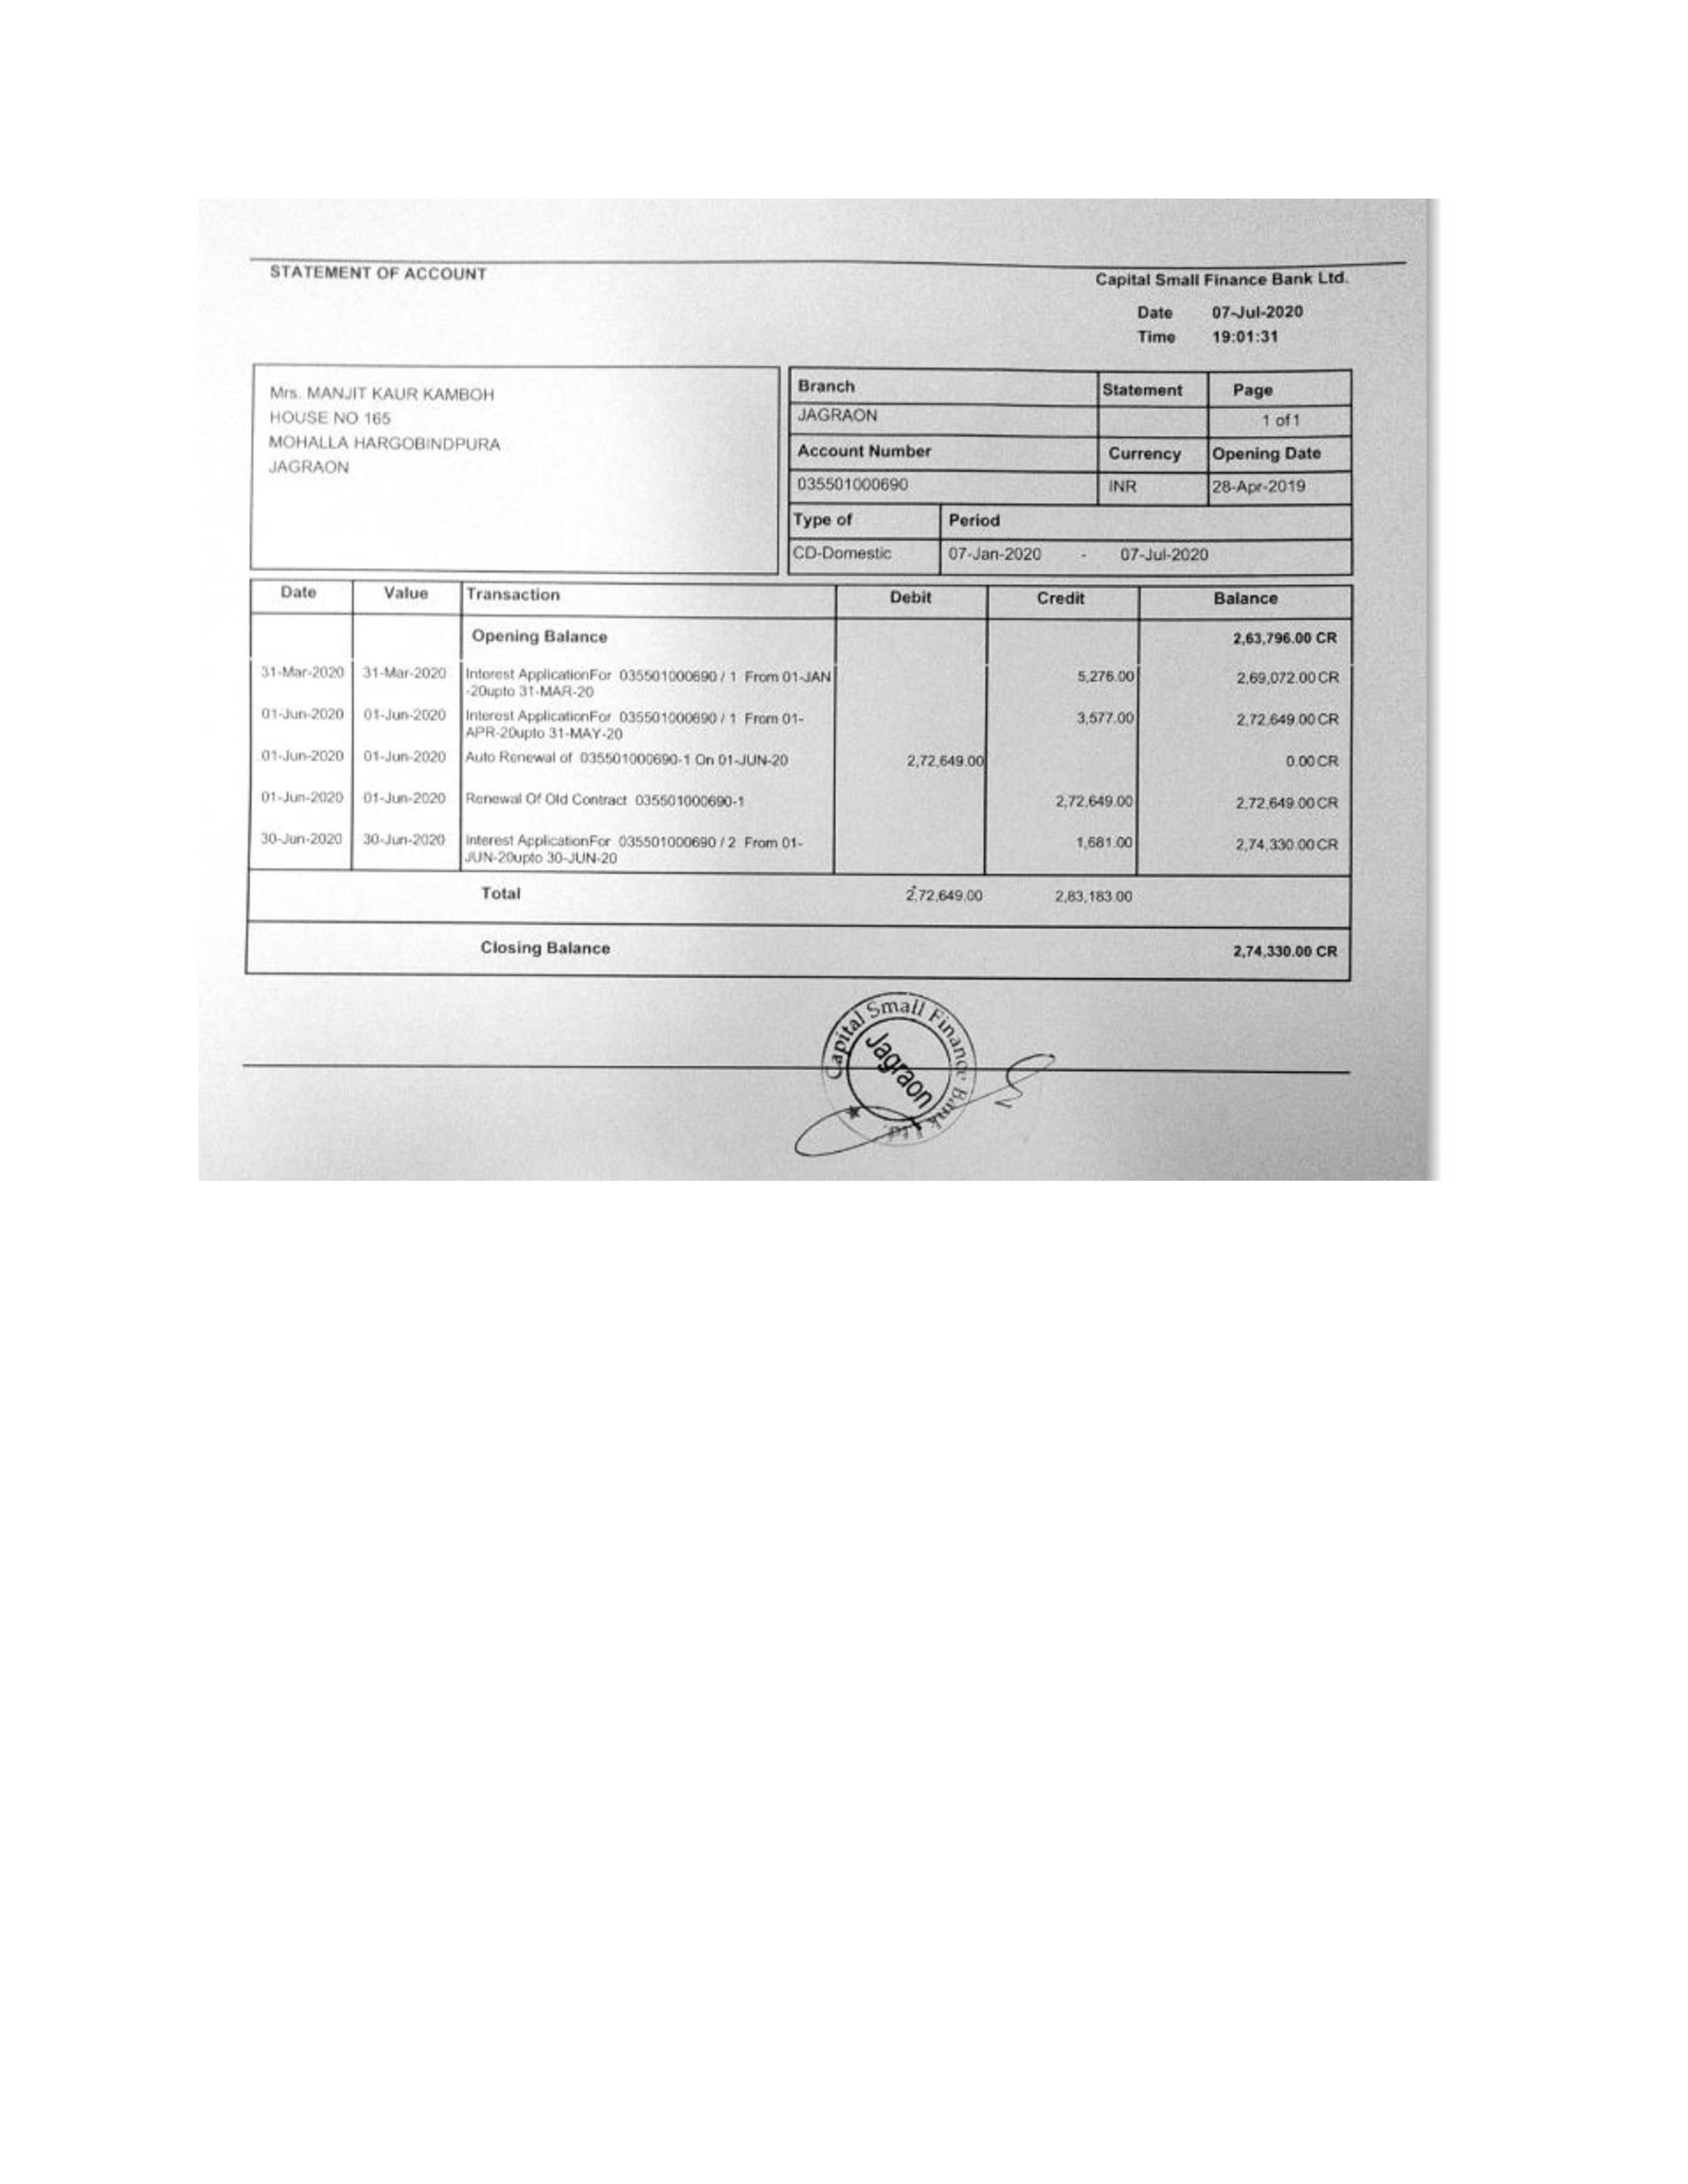 STATEMENT OF ACCOUNT
Capital Small Finance Bank Ltd.
Date 07-Jul-2020
Time 19:01:31
Mrs. MANJIT KAUR KAMBOH
HOUSE NO 165
MOHALLA HARGOBINDPURA
JAGRAON
Branch Statement Page
JAGRAON 1 of 1
Account Number Currency Opening Date
035501000690 INR 28-Apr-2019
Type of Period
CD-Domestic 07-Jan-2020 - 07-Jul-2020
Date Value Transaction Debit Credit Balance
Opening Balance 2,63,796.00 CR
31-Mar-2020 31-Mar-2020 Interest ApplicationFor 035501000690 / 1 From 01-JAN 5,276.00 2,69,072.00 CR
-20upto 31-MAR-20
01-Jun-2020 01-Jun-2020 Interest ApplicationFor 035501000690 / 1 From 01- 3,577.00 2,72,649.00 CR
APR-20upto 31-MAY-20
01-Jun-2020 01-Jun-2020 Auto Renewal of 035501000690-1 On 01-JUN-20 2,72,649.00 0.00 CR
01-Jun-2020 01-Jun-2020 Renewal Of Old Contract 035501000690-1 2,72,649.00 2,72,649.00 CR
30-Jun-2020 30-Jun-2020 Interest ApplicationFor 035501000690 / 2 From 01- 1,681.00 2,74,330.00 CR
JUN-20upto 30-JUN-20
Total 2,72,649.00 2,83,183.00
Closing Balance 2,74,330.00 CR
Capital Small Finance Bank Ltd.
Jagraon